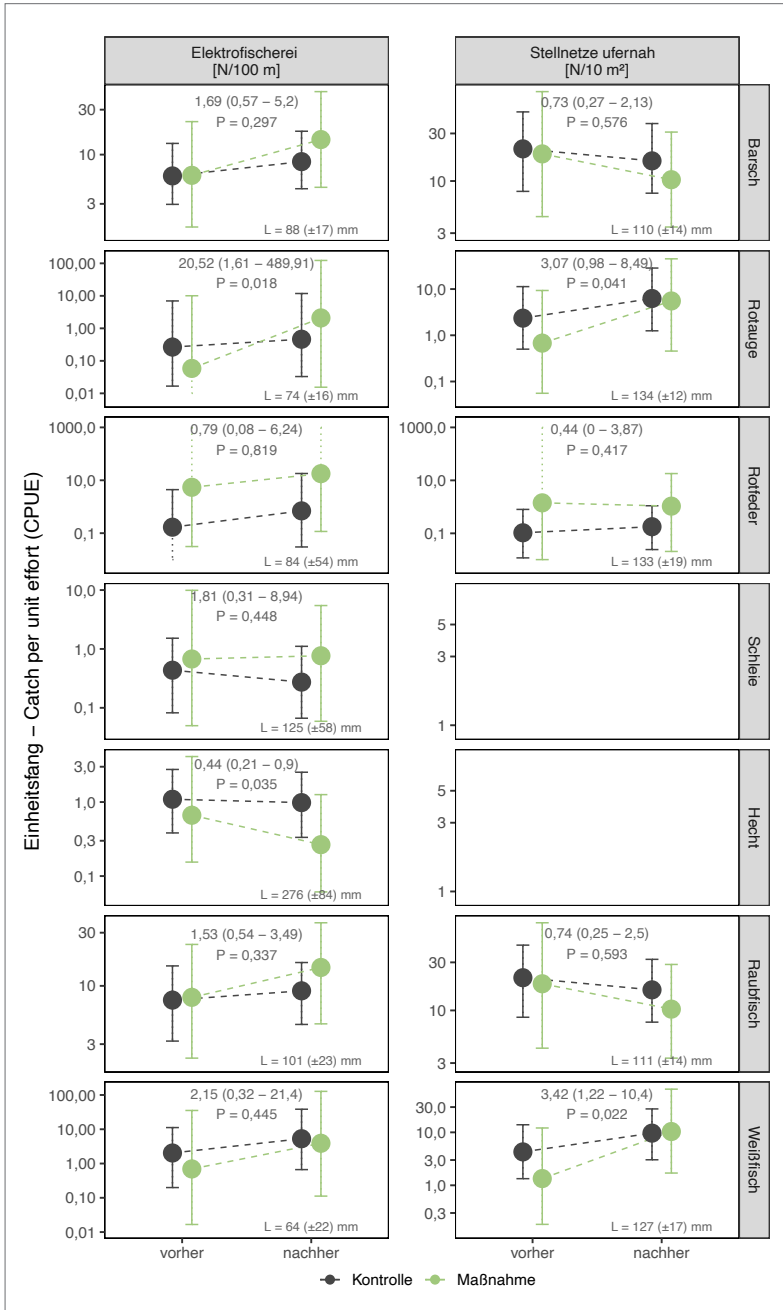 Elektrofischerei
[N/100 m]
Stellnetze ufernah
[N/10 m²]
Einheitsfang – Catch per unit effort (CPUE)
30
10
3
1,69 (0,57 – 5,2)
P = 0,297
L = 88 (±17) mm
30
10
3
0,73 (0,27 – 2,13)
P = 0,576
L = 110 (±14) mm
Barsch
100,00
10,00
1,00
0,10
0,01
20,52 (1,61 – 489,91)
P = 0,018
L = 74 (±16) mm
10,0
1,0
0,1
3,07 (0,98 – 8,49)
P = 0,041
L = 134 (±12) mm
Rotauge
1000,0
10,0
0,1
0,79 (0,08 – 6,24)
P = 0,819
L = 84 (±54) mm
1000,0
10,0
0,1
0,44 (0 – 3,87)
P = 0,417
L = 133 (±19) mm
Rotfeder
10,0
1,0
0,1
1,81 (0,31 – 8,94)
P = 0,448
L = 125 (±58) mm
5
3
1
Schleie
3,0
1,0
0,3
0,1
0,44 (0,21 – 0,9)
P = 0,035
L = 276 (±84) mm
5
3
1
Hecht
30
10
3
1,53 (0,54 – 3,49)
P = 0,337
L = 101 (±23) mm
30
10
3
0,74 (0,25 – 2,5)
P = 0,593
L = 111 (±14) mm
Raubfisch
100,00
10,00
1,00
0,10
0,01
2,15 (0,32 – 21,4)
P = 0,445
L = 64 (±22) mm
30,0
10,0
3,0
1,0
0,3
3,42 (1,22 – 10,4)
P = 0,022
L = 127 (±17) mm
Weißfisch
vorher
nachher
vorher
nachher
Kontrolle
Maßnahme